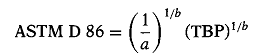 ASTM D 86 = (1/a)^{1/b} (TBP)^{1/b}